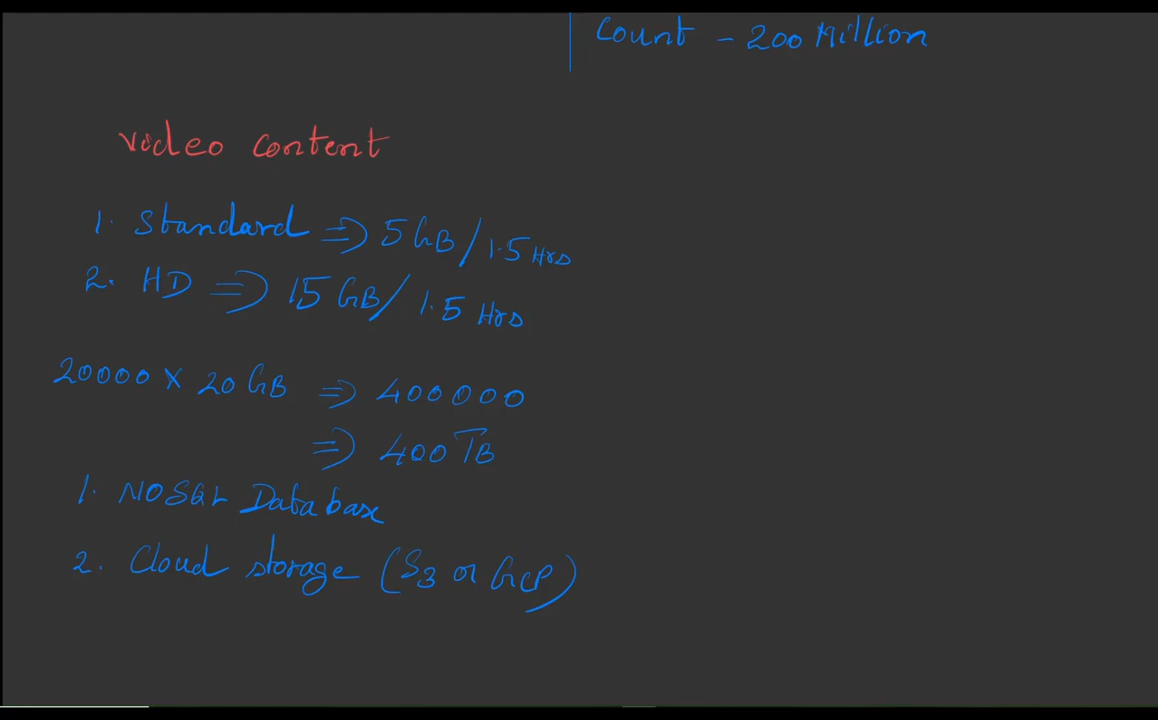 Count - 200 Million
video content
1. Standard => 5 GB / 1.5 Hrs
2. HD => 15 GB / 1.5 Hrs
20000 x 20 GB => 400000
=> 400 TB
1. NOSQL Database
2. Cloud storage (S3 or GCP)